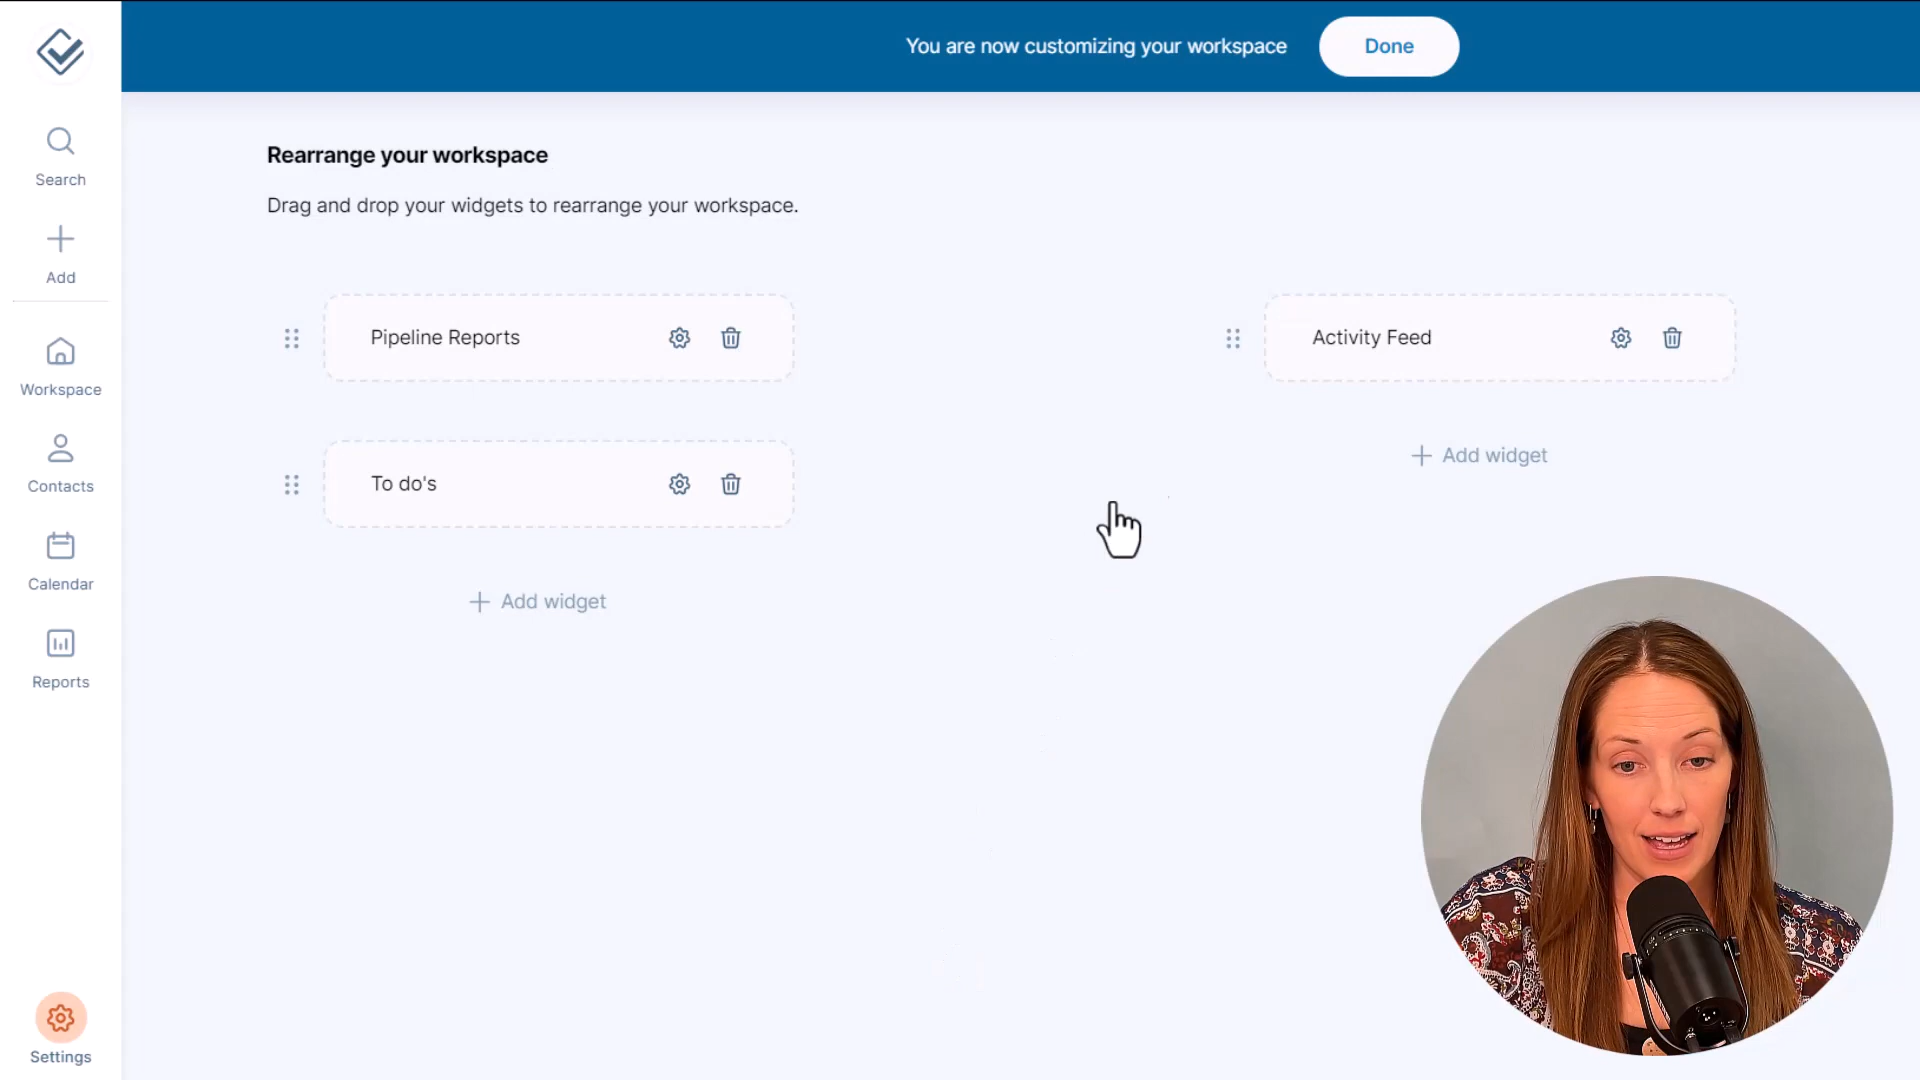 You are now customizing your workspace
Done
Search
Add
Workspace
Contacts
Calendar
Reports
Settings
Rearrange your workspace
Drag and drop your widgets to rearrange your workspace.
Pipeline Reports
To do's
Add widget
Activity Feed
Add widget